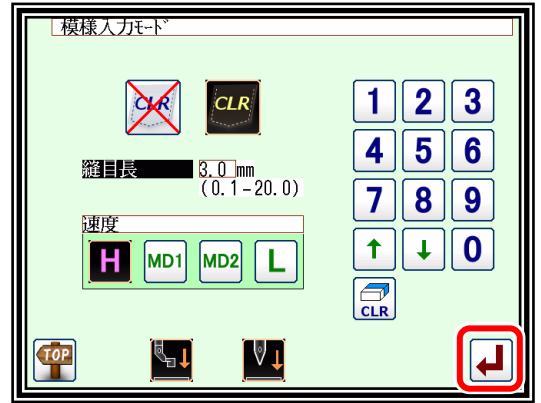 模様入力ﾓｰﾄﾞ
CLR CLR
縫目長 3.0 mm
(0.1-20.0)
速度
H MD1 MD2 L
1 2 3
4 5 6
7 8 9
↑ ↓ 0
CLR
TOP